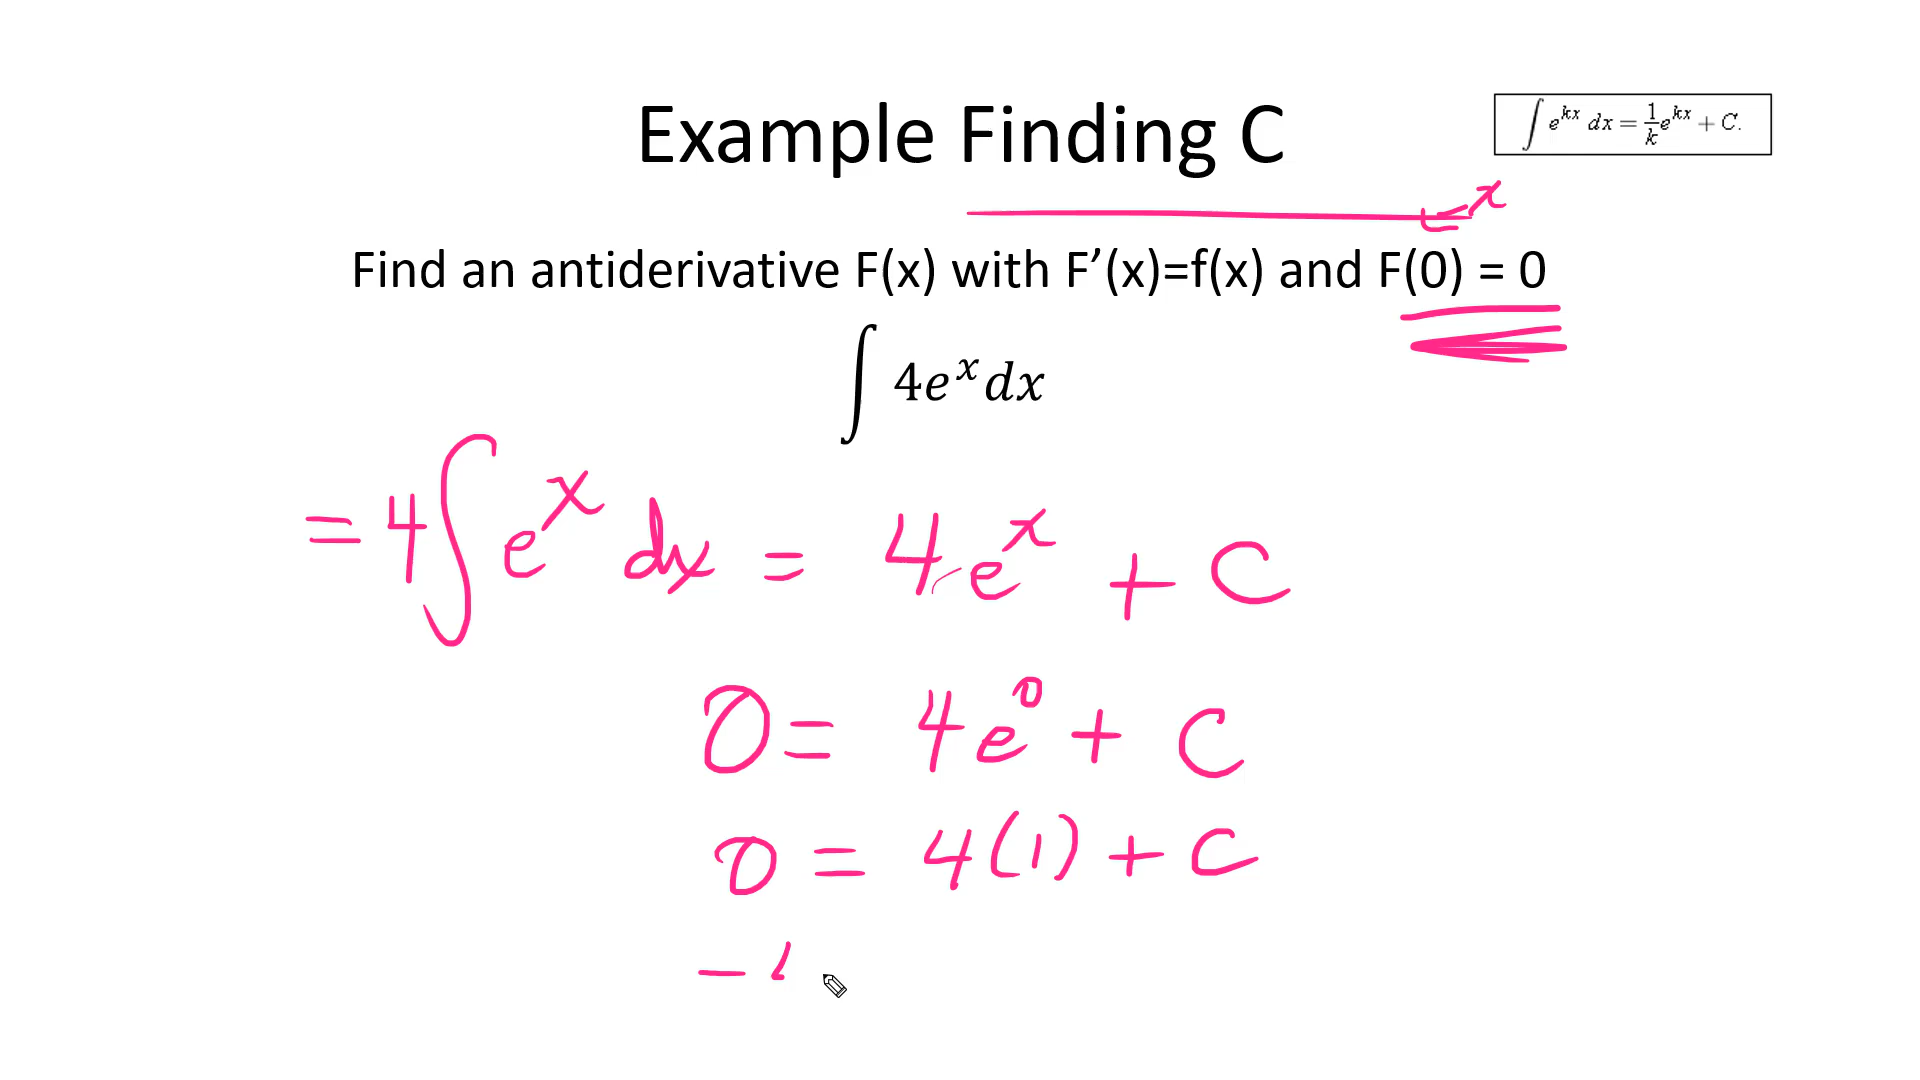 Example Finding C
∫ e^{kx} dx = \frac{1}{k} e^{kx} + C.
Find an antiderivative F(x) with F’(x)=f(x) and F(0) = 0
∫ 4e^x dx
= 4 ∫ e^x dx = 4e^x + C
0 = 4e^0 + C
0 = 4(1) + C
-